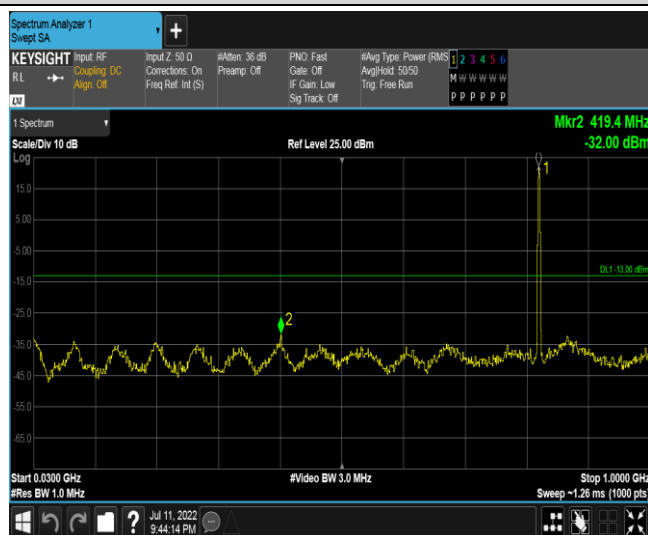 Spectrum Analyzer 1
Swept SA
+
KEYSIGHT
RL
LXI
Input: RF
Coupling: DC
Align: Off
Input Z: 50 Ω
Corrections: On
Freq Ref: Int (S)
#Atten: 36 dB
Preamp: Off
PNO: Fast
Gate: Off
IF Gain: Low
Sig Track: Off
#Avg Type: Power (RMS
Avg|Hold: 50/50
Trig: Free Run
1 2 3 4 5 6
M W W W W W
P P P P P P
1 Spectrum
Mkr2 419.4 MHz
Scale/Div 10 dB
Ref Level 25.00 dBm
-32.00 dBm
Log
1
15.0
5.00
-5.00
DL1 -13.00 dBm
-15.0
-25.0
2
-35.0
-45.0
-55.0
-65.0
Start 0.0300 GHz
#Video BW 3.0 MHz
Stop 1.0000 GHz
#Res BW 1.0 MHz
Sweep ~1.26 ms (1000 pts)
?
Jul 11, 2022
9:44:14 PM